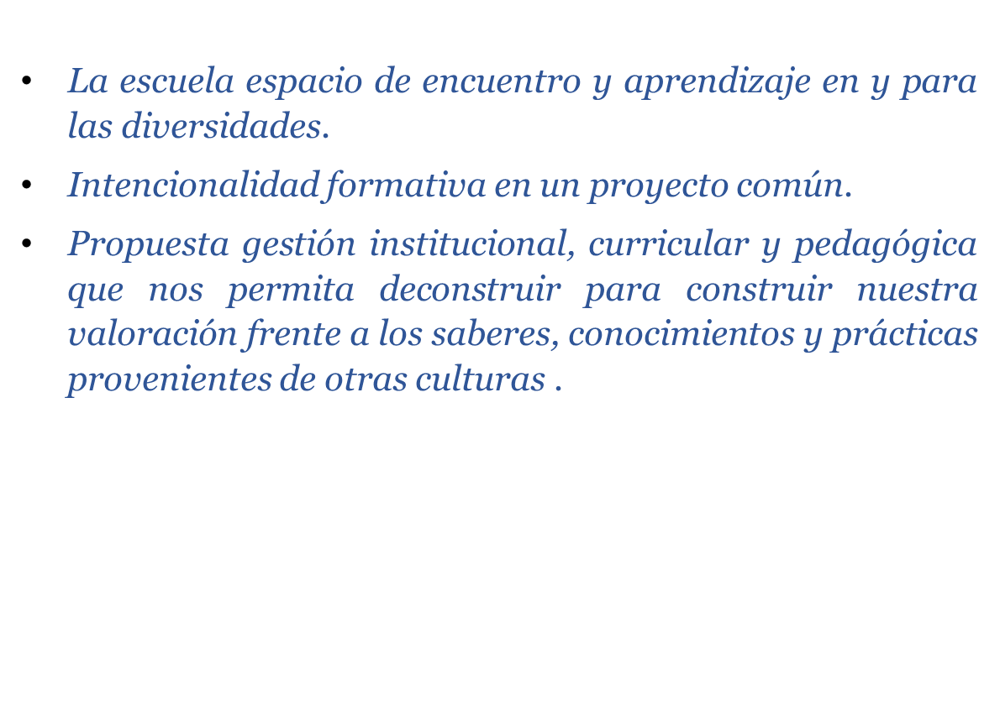 • La escuela espacio de encuentro y aprendizaje en y para
las diversidades.
• Intencionalidad formativa en un proyecto común.
• Propuesta gestión institucional, curricular y pedagógica
que nos permita deconstruir para construir nuestra
valoración frente a los saberes, conocimientos y prácticas
provenientes de otras culturas .